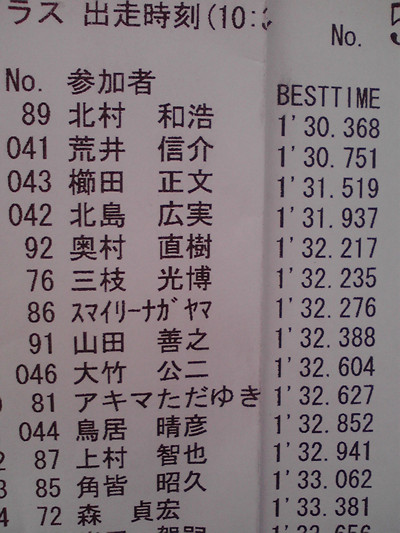 ラス 出走時刻(10: No.
No. 参加者 BESTTIME
89 北村 和浩 1'30.368
041 荒井 信介 1'30.751
043 櫛田 正文 1'31.519
042 北島 広実 1'31.937
92 奥村 直樹 1'32.217
76 三枝 光博 1'32.235
86 ｽﾏｲﾘｰﾅｶﾞﾔﾏ 1'32.276
91 山田 善之 1'32.388
046 大竹 公二 1'32.604
0 81 アキマただゆき 1'32.627
044 鳥居 晴彦 1'32.852
2 87 上村 智也 1'32.941
3 85 角皆 昭久 1'33.062
4 72 森 貞宏 1'33.381